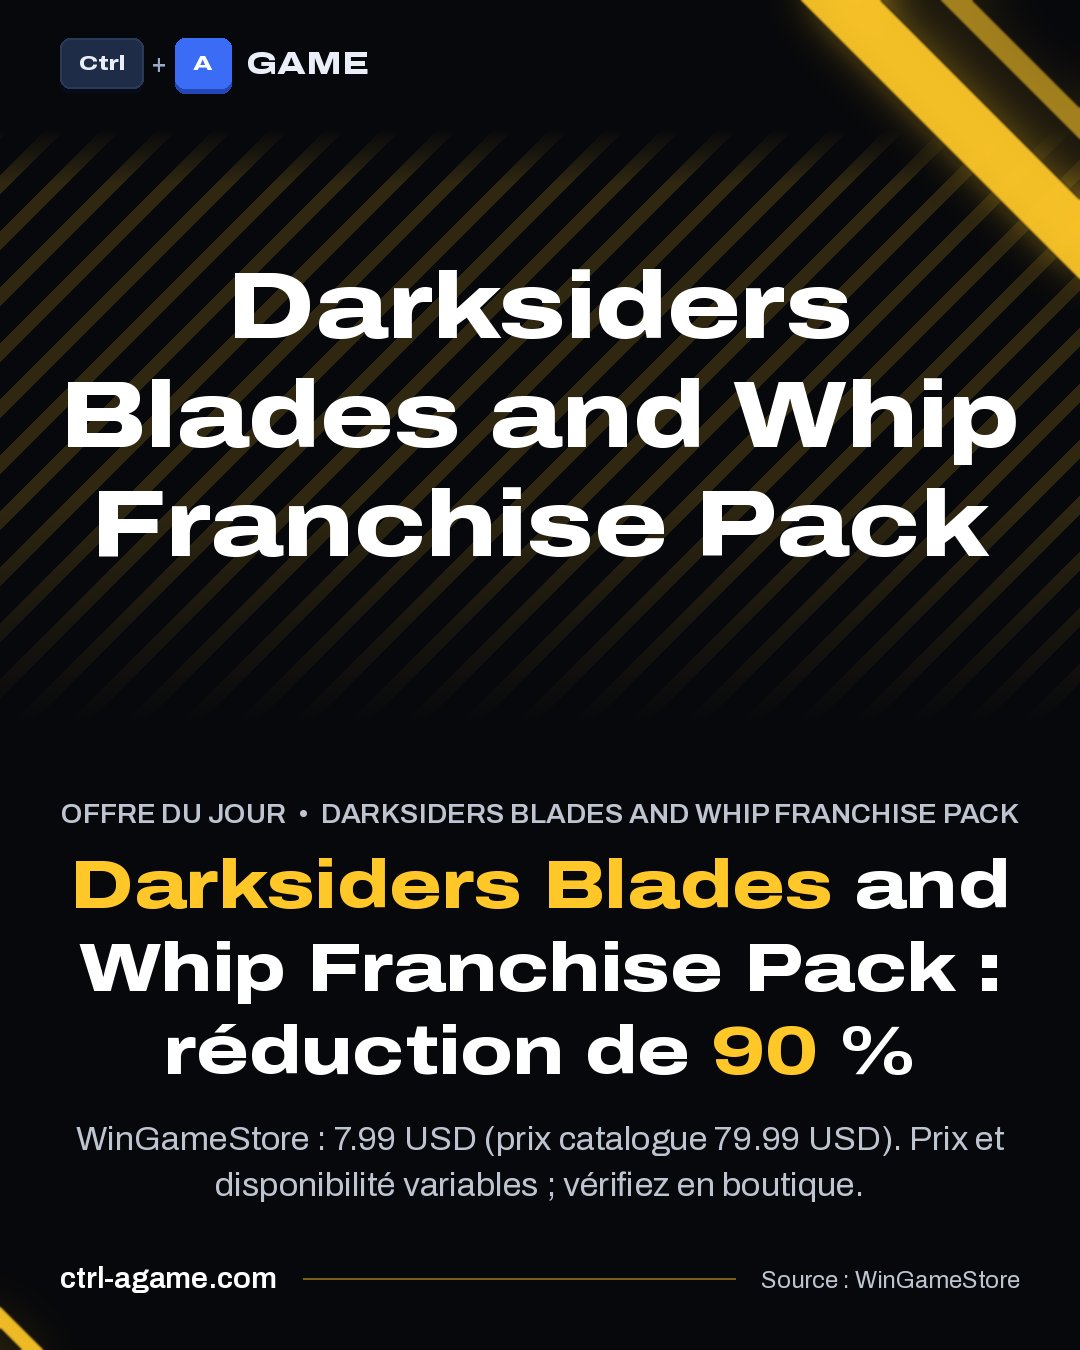 Ctrl + A GAME
Darksiders
Blades and Whip
Franchise Pack
OFFRE DU JOUR • DARKSIDERS BLADES AND WHIP FRANCHISE PACK
Darksiders Blades and
Whip Franchise Pack :
réduction de 90 %
WinGameStore : 7.99 USD (prix catalogue 79.99 USD). Prix et
disponibilité variables ; vérifiez en boutique.
ctrl-agame.com
Source : WinGameStore